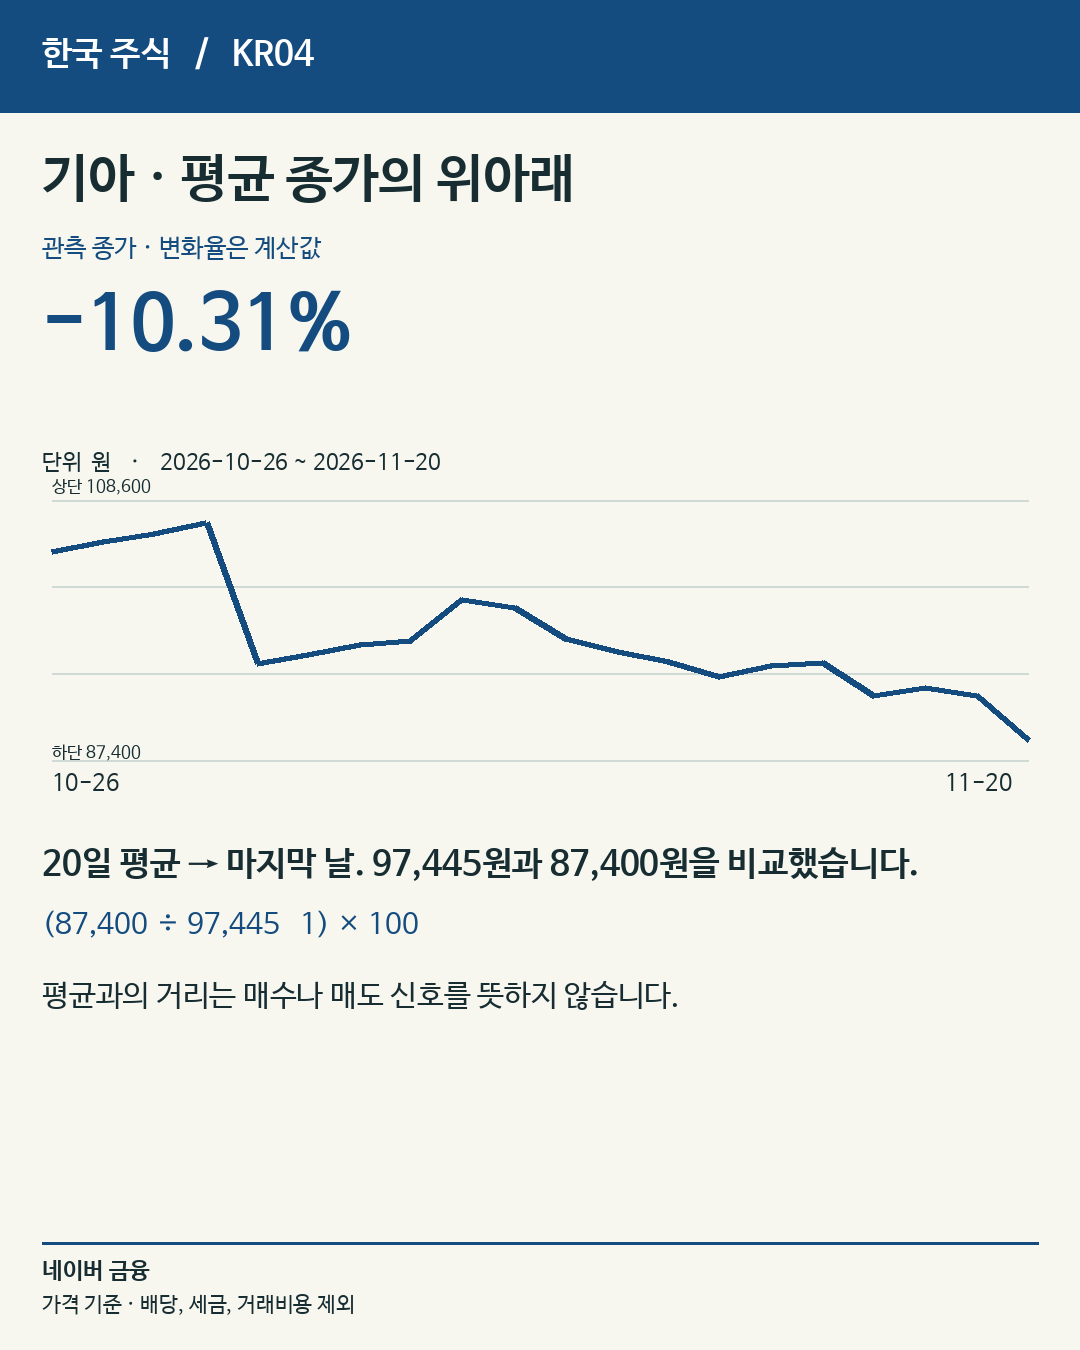 한국 주식 / KR04
기아 · 평균 종가의 위아래
관측 종가 · 변화율은 계산값
-10.31%
단위 원 · 2026-10-26 ~ 2026-11-20
상단 108,600
하단 87,400
10-26 11-20
20일 평균 → 마지막 날. 97,445원과 87,400원을 비교했습니다.
(87,400 ÷ 97,445 1) × 100
평균과의 거리는 매수나 매도 신호를 뜻하지 않습니다.
네이버 금융
가격 기준 · 배당, 세금, 거래비용 제외